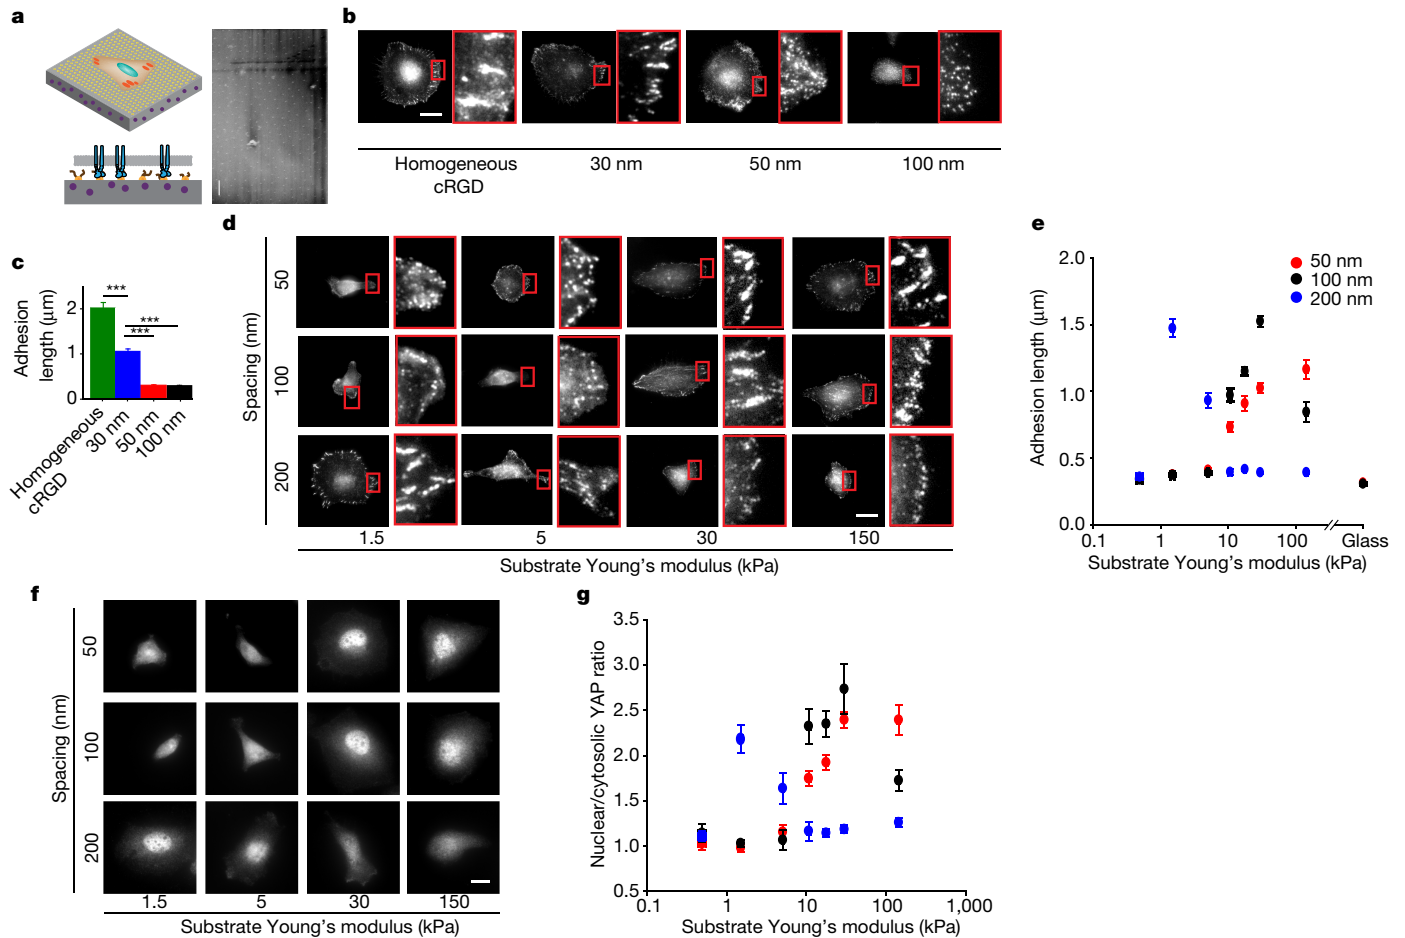 a
b
Homogeneous
cRGD
30 nm
50 nm
100 nm
c
Adhesion
length (μm)
2
1
0
***
***
***
Homogeneous
cRGD
30 nm
50 nm
100 nm
d
Spacing (nm)
50
100
200
1.5
5
30
150
Substrate Young’s modulus (kPa)
e
Adhesion length (μm)
2.0
1.5
1.0
0.5
0.0
50 nm
100 nm
200 nm
0.1
1
10
100
Glass
Substrate Young’s modulus (kPa)
f
Spacing (nm)
50
100
200
1.5
5
30
150
Substrate Young’s modulus (kPa)
g
Nuclear/cytosolic YAP ratio
3.5
3.0
2.5
2.0
1.5
1.0
0.5
0.1
1
10
100
1,000
Substrate Young’s modulus (kPa)